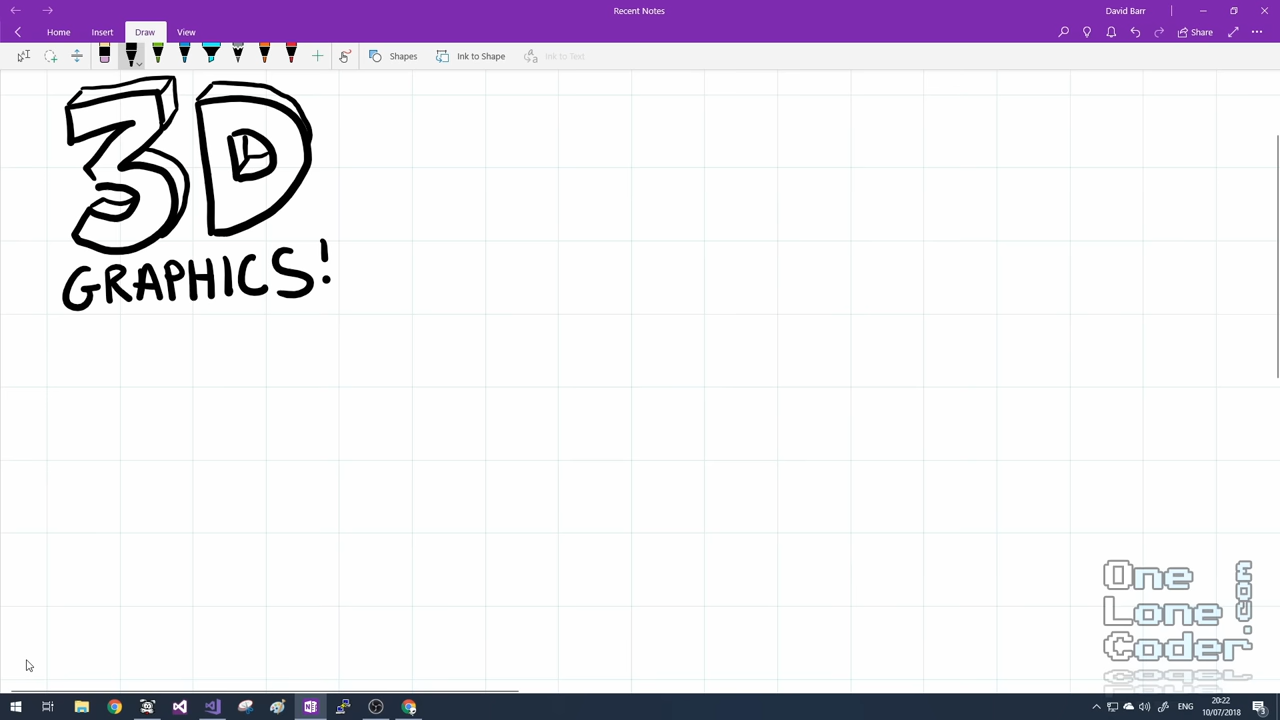 Recent Notes
David Barr
Home
Insert
Draw
View
Share
Shapes
Ink to Shape
Ink to Text
3D
GRAPHICS!
One
Lone
Coder
.com
20:22
ENG
10/07/2018
3